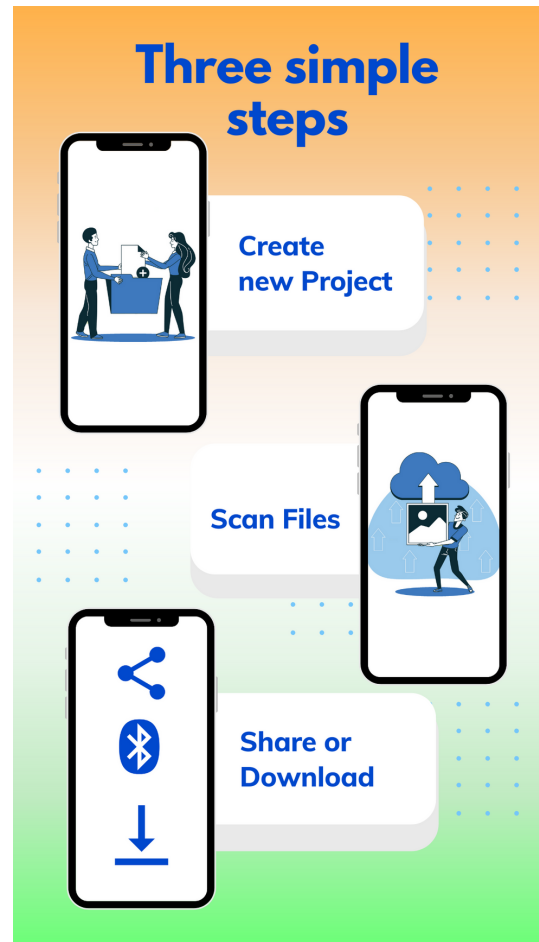 Three simple
steps
Create
new Project
Scan Files
Share or
Download